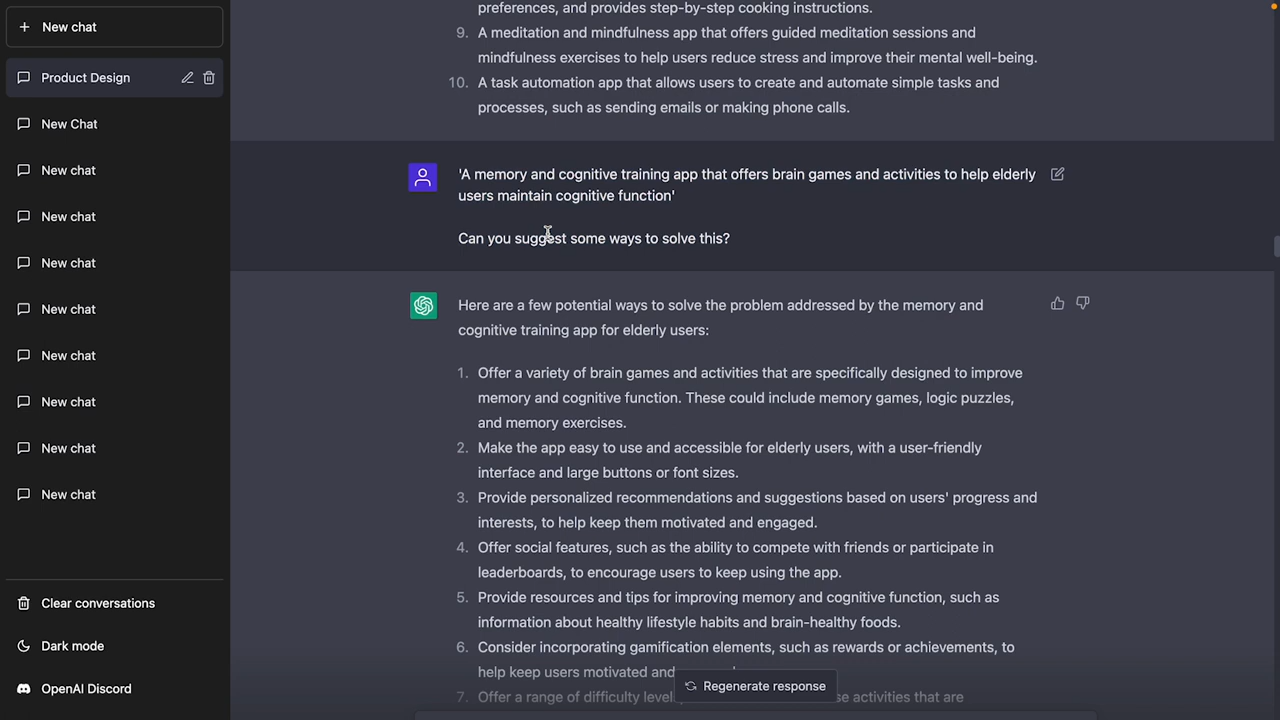 New chat
Product Design
New Chat
New chat
New chat
New chat
New chat
New chat
New chat
New chat
New chat
Clear conversations
Dark mode
OpenAI Discord
preferences, and provides step-by-step cooking instructions.
9. A meditation and mindfulness app that offers guided meditation sessions and
mindfulness exercises to help users reduce stress and improve their mental well-being.
10. A task automation app that allows users to create and automate simple tasks and
processes, such as sending emails or making phone calls.
'A memory and cognitive training app that offers brain games and activities to help elderly
users maintain cognitive function'
Can you suggest some ways to solve this?
Here are a few potential ways to solve the problem addressed by the memory and
cognitive training app for elderly users:
1. Offer a variety of brain games and activities that are specifically designed to improve
memory and cognitive function. These could include memory games, logic puzzles,
and memory exercises.
2. Make the app easy to use and accessible for elderly users, with a user-friendly
interface and large buttons or font sizes.
3. Provide personalized recommendations and suggestions based on users' progress and
interests, to help keep them motivated and engaged.
4. Offer social features, such as the ability to compete with friends or participate in
leaderboards, to encourage users to keep using the app.
5. Provide resources and tips for improving memory and cognitive function, such as
information about healthy lifestyle habits and brain-healthy foods.
6. Consider incorporating gamification elements, such as rewards or achievements, to
help keep users motivated and
7. Offer a range of difficulty activities that are
Regenerate response